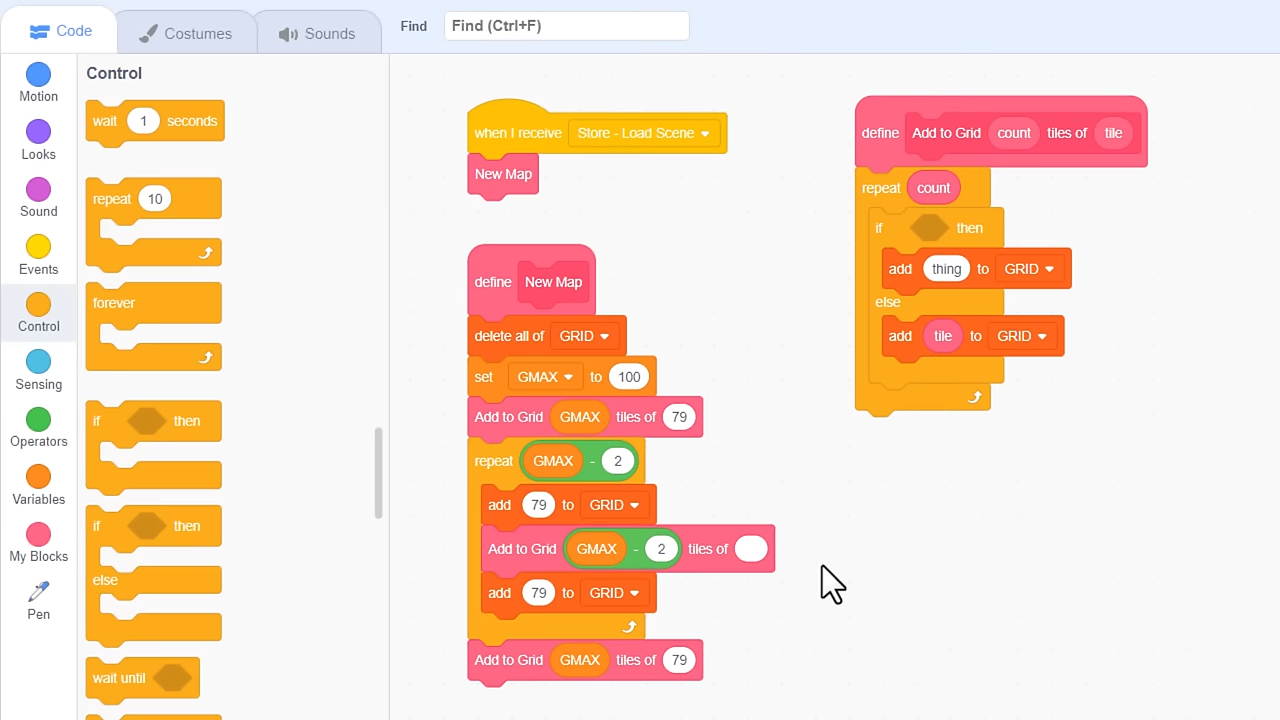 Code
Costumes
Sounds
Find
Find (Ctrl+F)
Motion
Looks
Sound
Events
Control
Sensing
Operators
Variables
My Blocks
Pen
Control
wait 1 seconds
repeat 10
forever
if then
if then
else
wait until
when I receive Store - Load Scene
New Map
define New Map
delete all of GRID
set GMAX to 100
Add to Grid GMAX tiles of 79
repeat GMAX - 2
add 79 to GRID
Add to Grid GMAX - 2 tiles of
add 79 to GRID
Add to Grid GMAX tiles of 79
define Add to Grid count tiles of tile
repeat count
if then
add thing to GRID
else
add tile to GRID